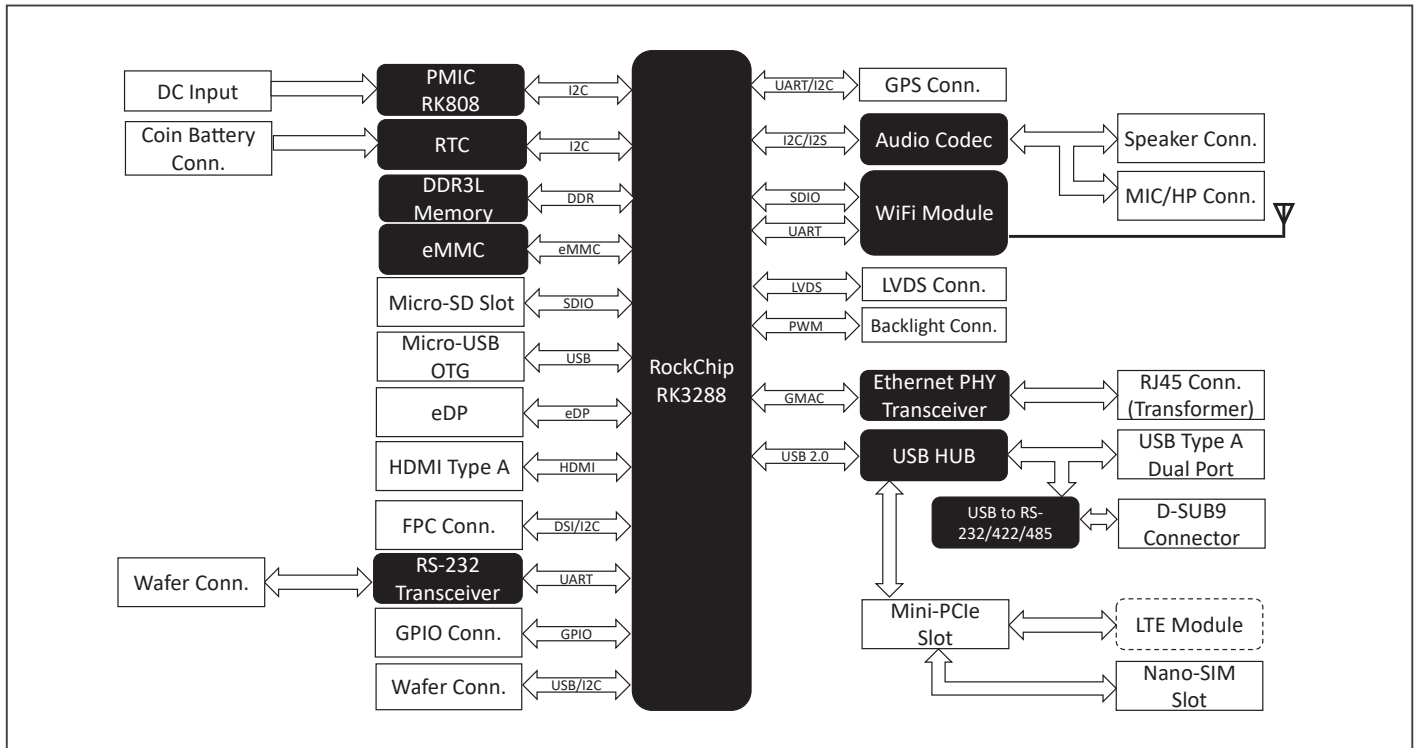 DC Input
PMIC
RK808
I2C
Coin Battery
Conn.
RTC
I2C
DDR3L
Memory
DDR
eMMC
eMMC
Micro-SD Slot
SDIO
Micro-USB
OTG
USB
eDP
eDP
HDMI Type A
HDMI
FPC Conn.
DSI/I2C
Wafer Conn.
RS-232
Transceiver
UART
GPIO Conn.
GPIO
Wafer Conn.
USB/I2C
RockChip
RK3288
UART/I2C
GPS Conn.
I2C/I2S
Audio Codec
Speaker Conn.
MIC/HP Conn.
SDIO
UART
WiFi Module
LVDS
LVDS Conn.
PWM
Backlight Conn.
GMAC
Ethernet PHY
Transceiver
RJ45 Conn.
(Transformer)
USB 2.0
USB HUB
USB Type A
Dual Port
USB to RS-
232/422/485
D-SUB9
Connector
Mini-PCIe
Slot
LTE Module
Nano-SIM
Slot